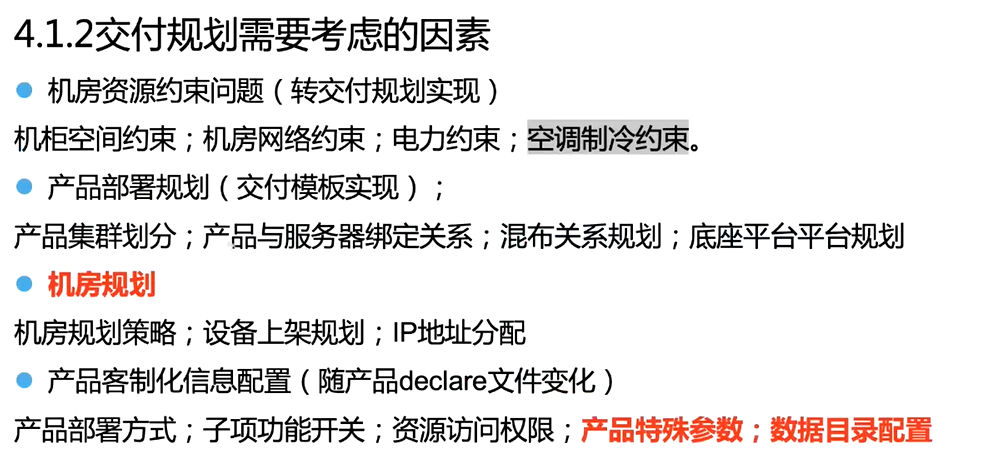 4.1.2交付规划需要考虑的因素
● 机房资源约束问题（转交付规划实现）
机柜空间约束；机房网络约束；电力约束；空调制冷约束。
● 产品部署规划（交付模板实现）；
产品集群划分；产品与服务器绑定关系；混布关系规划；底座平台平台规划
● 机房规划
机房规划策略；设备上架规划；IP地址分配
● 产品客制化信息配置（随产品declare文件变化）
产品部署方式；子项功能开关；资源访问权限；产品特殊参数；数据目录配置